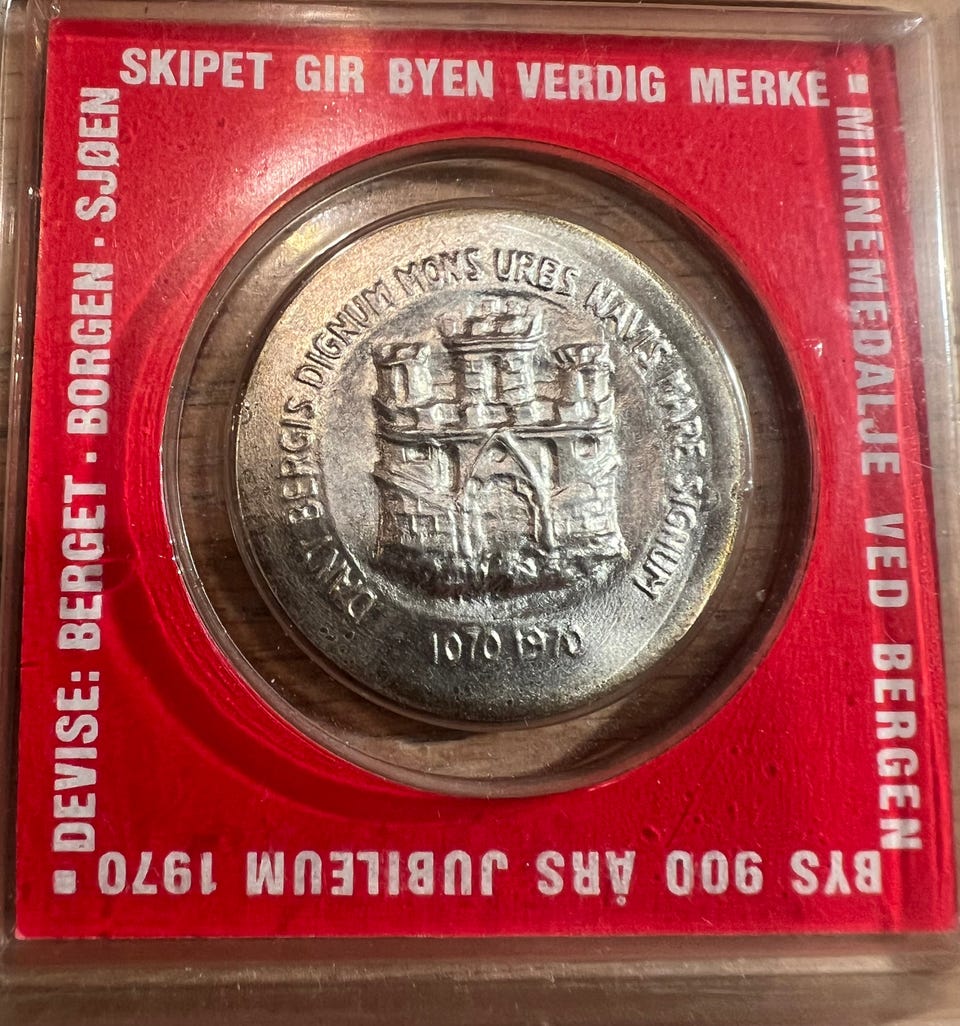 DEVISE: BERGET · BORGEN · SJØEN
SKIPET GIR BYEN VERDIG MERKE
▪ MINNEMEDALJE VED BERGEN
BYS 900 ÅRS JUBILEUM 1970 ▪
DANT BERGIS DIGNUM MONS URBS NAVIS MARE SIGNUM
1070 1970